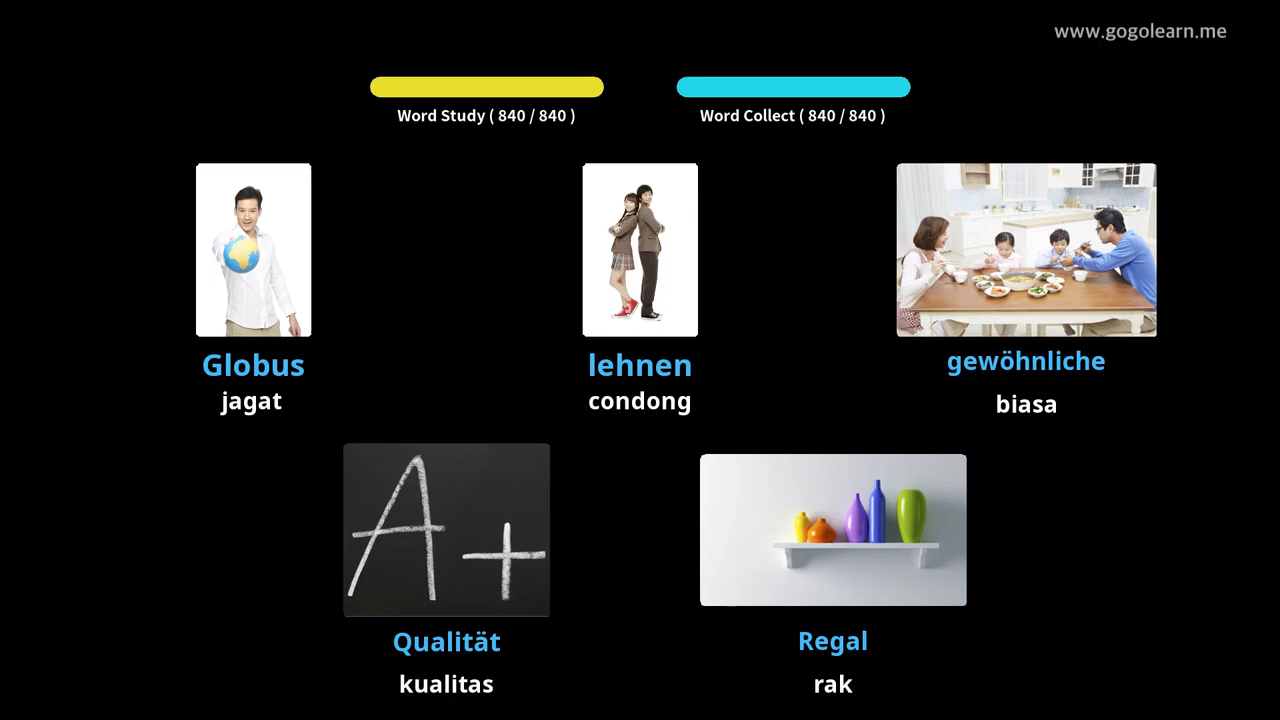 www.gogolearn.me
Word Study ( 840 / 840 )
Word Collect ( 840 / 840 )
Globus
jagat
lehnen
condong
gewöhnliche
biasa
A+
Qualität
kualitas
Regal
rak